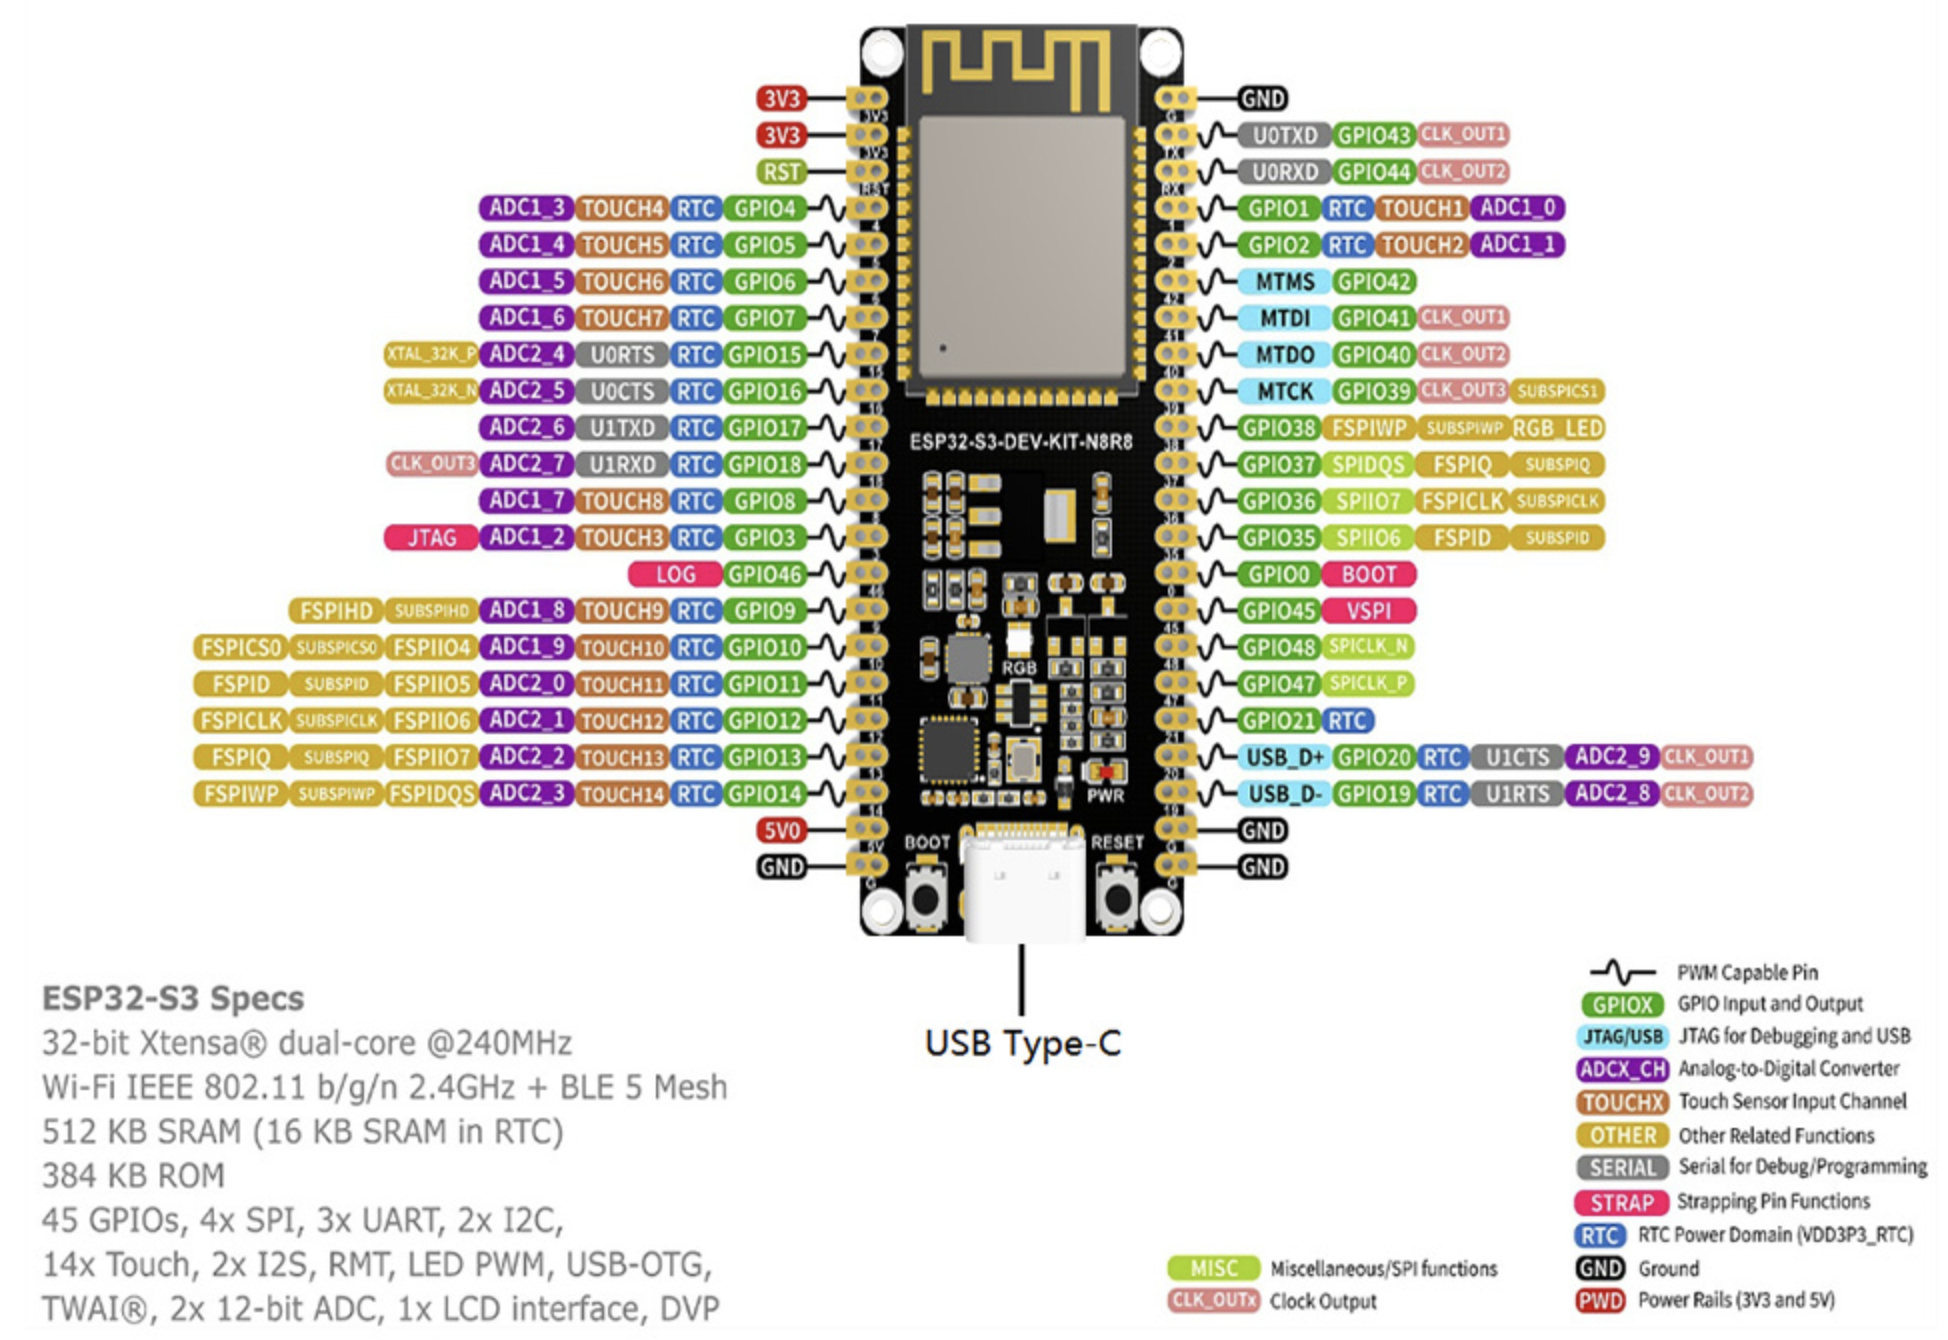 3V3 GND
3V3 U0TXD GPIO43 CLK_OUT1
RST U0RXD GPIO44 CLK_OUT2
ADC1_3 TOUCH4 RTC GPIO4 GPIO1 RTC TOUCH1 ADC1_0
ADC1_4 TOUCH5 RTC GPIO5 GPIO2 RTC TOUCH2 ADC1_1
ADC1_5 TOUCH6 RTC GPIO6 MTMS GPIO42
ADC1_6 TOUCH7 RTC GPIO7 MTDI GPIO41 CLK_OUT1
XTAL_32K_P ADC2_4 U0RTS RTC GPIO15 MTDO GPIO40 CLK_OUT2
XTAL_32K_N ADC2_5 U0CTS RTC GPIO16 MTCK GPIO39 CLK_OUT3 SUBSPICS1
ADC2_6 U1TXD RTC GPIO17 GPIO38 FSPIWP SUBSPIWP RGB_LED
ESP32-S3-DEV-KIT-N8R8
CLK_OUT3 ADC2_7 U1RXD RTC GPIO18 GPIO37 SPIDQS FSPIQ SUBSPIQ
ADC1_7 TOUCH8 RTC GPIO8 GPIO36 SPIIO7 FSPICLK SUBSPICLK
JTAG ADC1_2 TOUCH3 RTC GPIO3 GPIO35 SPIIO6 FSPID SUBSPID
LOG GPIO46 GPIO0 BOOT
FSPIHD SUBSPIHD ADC1_8 TOUCH9 RTC GPIO9 GPIO45 VSPI
FSPICS0 SUBSPICS0 FSPIIO4 ADC1_9 TOUCH10 RTC GPIO10 GPIO48 SPICLK_N
RGB
FSPID SUBSPID FSPIIO5 ADC2_0 TOUCH11 RTC GPIO11 GPIO47 SPICLK_P
FSPICLK SUBSPICLK FSPIIO6 ADC2_1 TOUCH12 RTC GPIO12 GPIO21 RTC
FSPIQ SUBSPIQ FSPIIO7 ADC2_2 TOUCH13 RTC GPIO13 USB_D+ GPIO20 RTC U1CTS ADC2_9 CLK_OUT1
FSPIWP SUBSPIWP FSPIDQS ADC2_3 TOUCH14 RTC GPIO14 USB_D- GPIO19 RTC U1RTS ADC2_8 CLK_OUT2
PWR
5V0 GND
BOOT RESET
GND GND
USB Type-C
ESP32-S3 Specs
32-bit Xtensa® dual-core @240MHz
Wi-Fi IEEE 802.11 b/g/n 2.4GHz + BLE 5 Mesh
512 KB SRAM (16 KB SRAM in RTC)
384 KB ROM
45 GPIOs, 4x SPI, 3x UART, 2x I2C,
14x Touch, 2x I2S, RMT, LED PWM, USB-OTG,
TWAI®, 2x 12-bit ADC, 1x LCD interface, DVP
PWM Capable Pin
GPIOX GPIO Input and Output
JTAG/USB JTAG for Debugging and USB
ADCX_CH Analog-to-Digital Converter
TOUCHX Touch Sensor Input Channel
OTHER Other Related Functions
SERIAL Serial for Debug/Programming
STRAP Strapping Pin Functions
RTC RTC Power Domain (VDD3P3_RTC)
GND Ground
PWD Power Rails (3V3 and 5V)
MISC Miscellaneous/SPI functions
CLK_OUTx Clock Output